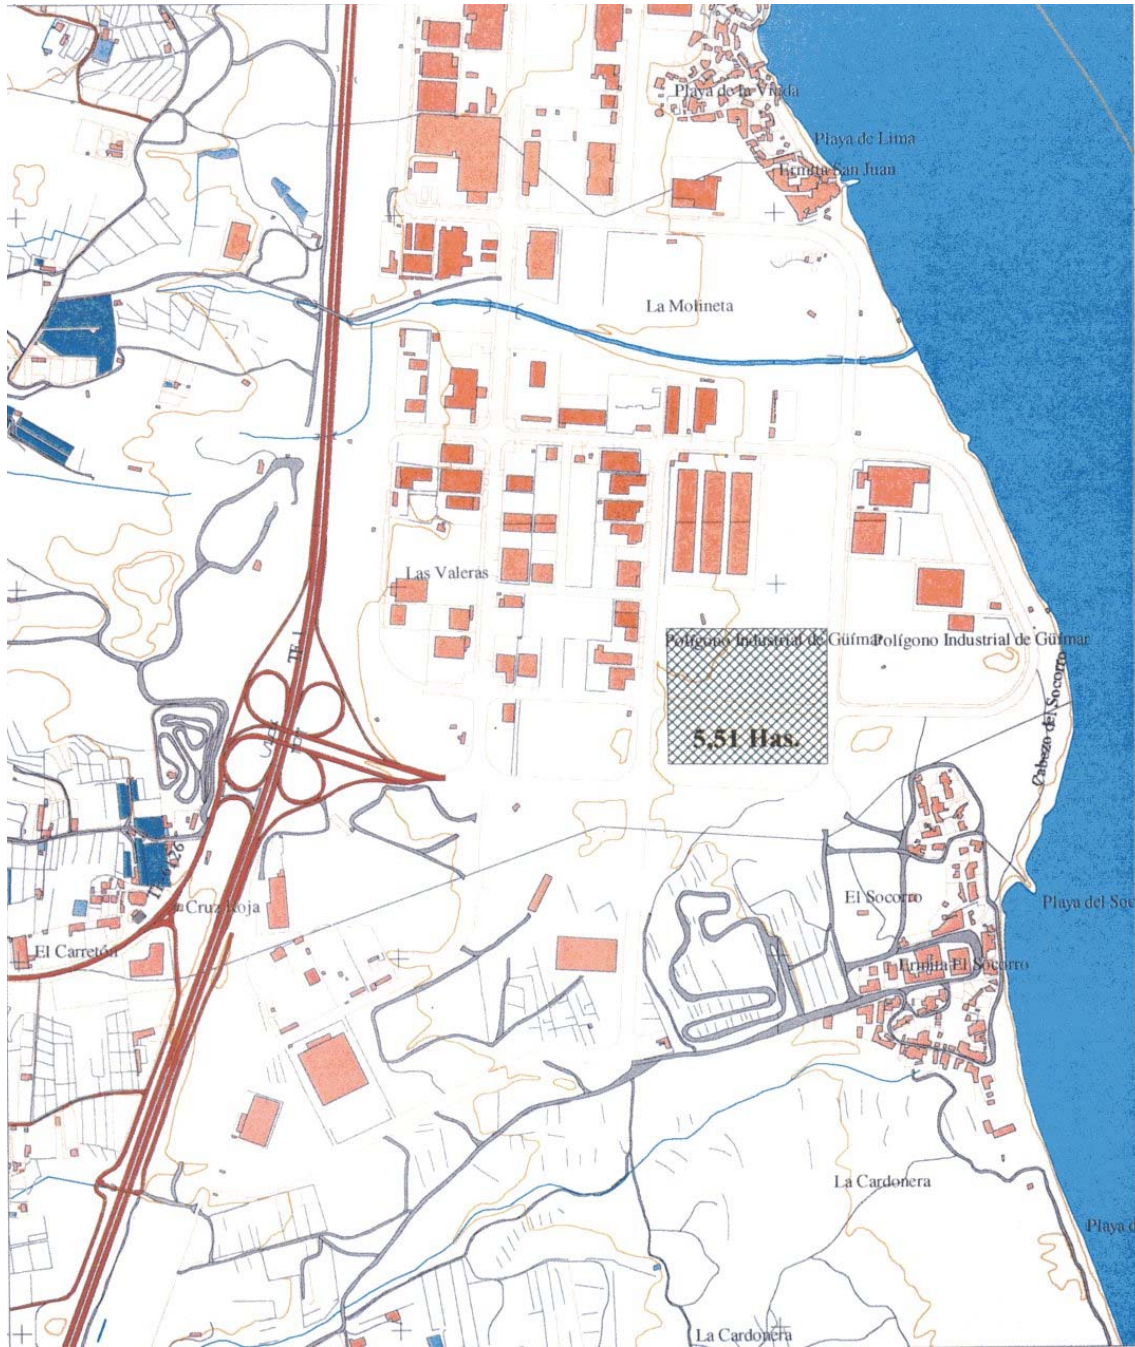 Playa de la Viuda
Playa de Lima
Ermita San Juan
La Molineta
Las Valeras
TF-1
Polígono Industrial de Güímar
Polígono Industrial de Güímar
Cabezo del Socorro
5,51 Has.
Cruz Roja
El Carretón
El Socorro
Playa del Sou
Ermita El Socorro
La Cardonera
Playa d
La Cardonera